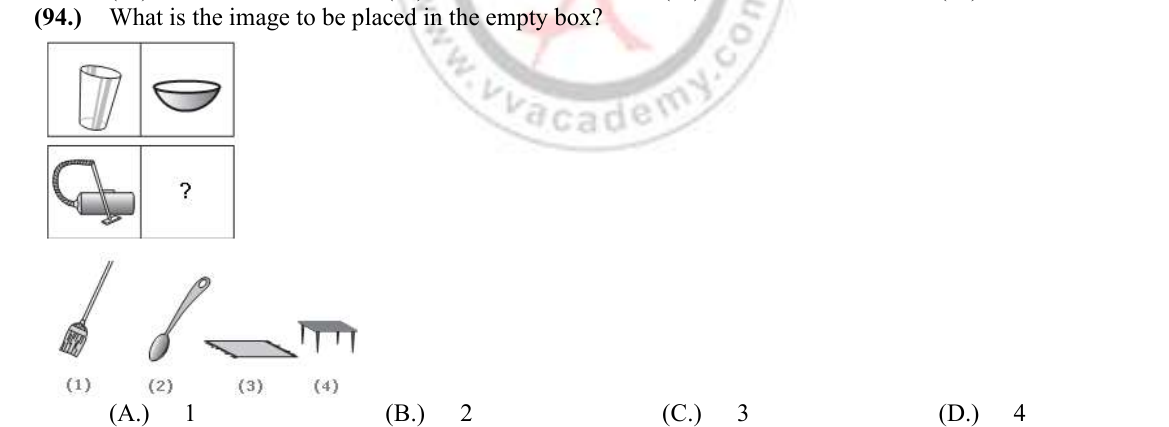 (94.) What is the image to be placed in the empty box?
www.vvacademy.com
?
(1) (2) (3) (4)
(A.) 1 (B.) 2 (C.) 3 (D.) 4